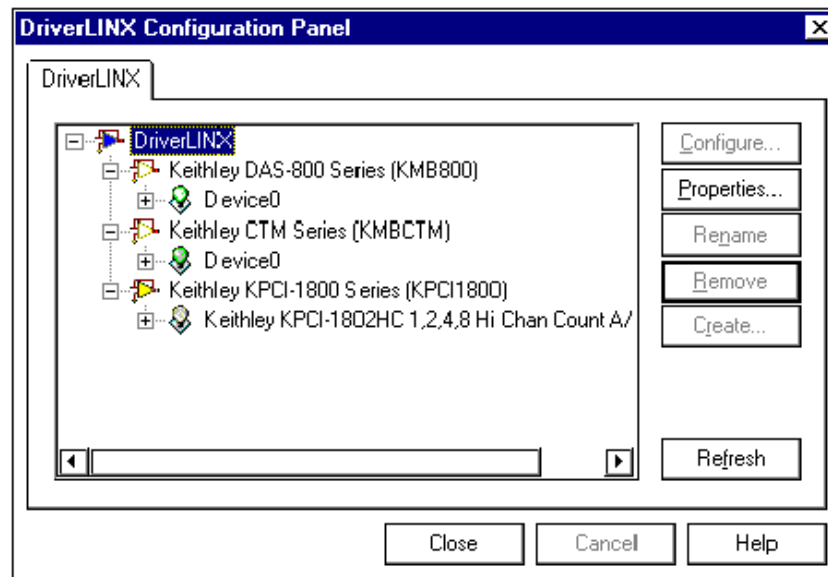 DriverLINX Configuration Panel
DriverLINX
DriverLINX
Keithley DAS-800 Series (KMB800)
Device0
Keithley CTM Series (KMBCTM)
Device0
Keithley KPCI-1800 Series (KPCI1800)
Keithley KPCI-1802HC 1,2,4,8 Hi Chan Count A/
Configure...
Properties...
Rename
Remove
Create...
Refresh
Close
Cancel
Help